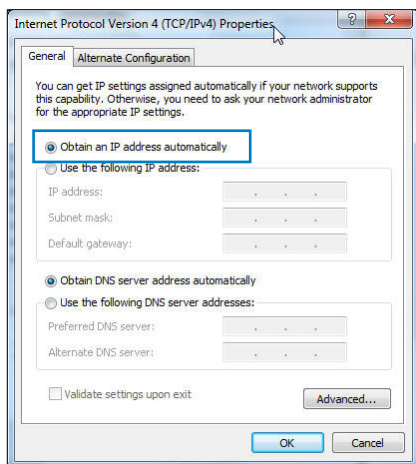 Internet Protocol Version 4 (TCP/IPv4) Properties
General
Alternate Configuration
You can get IP settings assigned automatically if your network supports
this capability. Otherwise, you need to ask your network administrator
for the appropriate IP settings.
Obtain an IP address automatically
Use the following IP address:
IP address:
Subnet mask:
Default gateway:
Obtain DNS server address automatically
Use the following DNS server addresses:
Preferred DNS server:
Alternate DNS server:
Validate settings upon exit
Advanced...
OK
Cancel